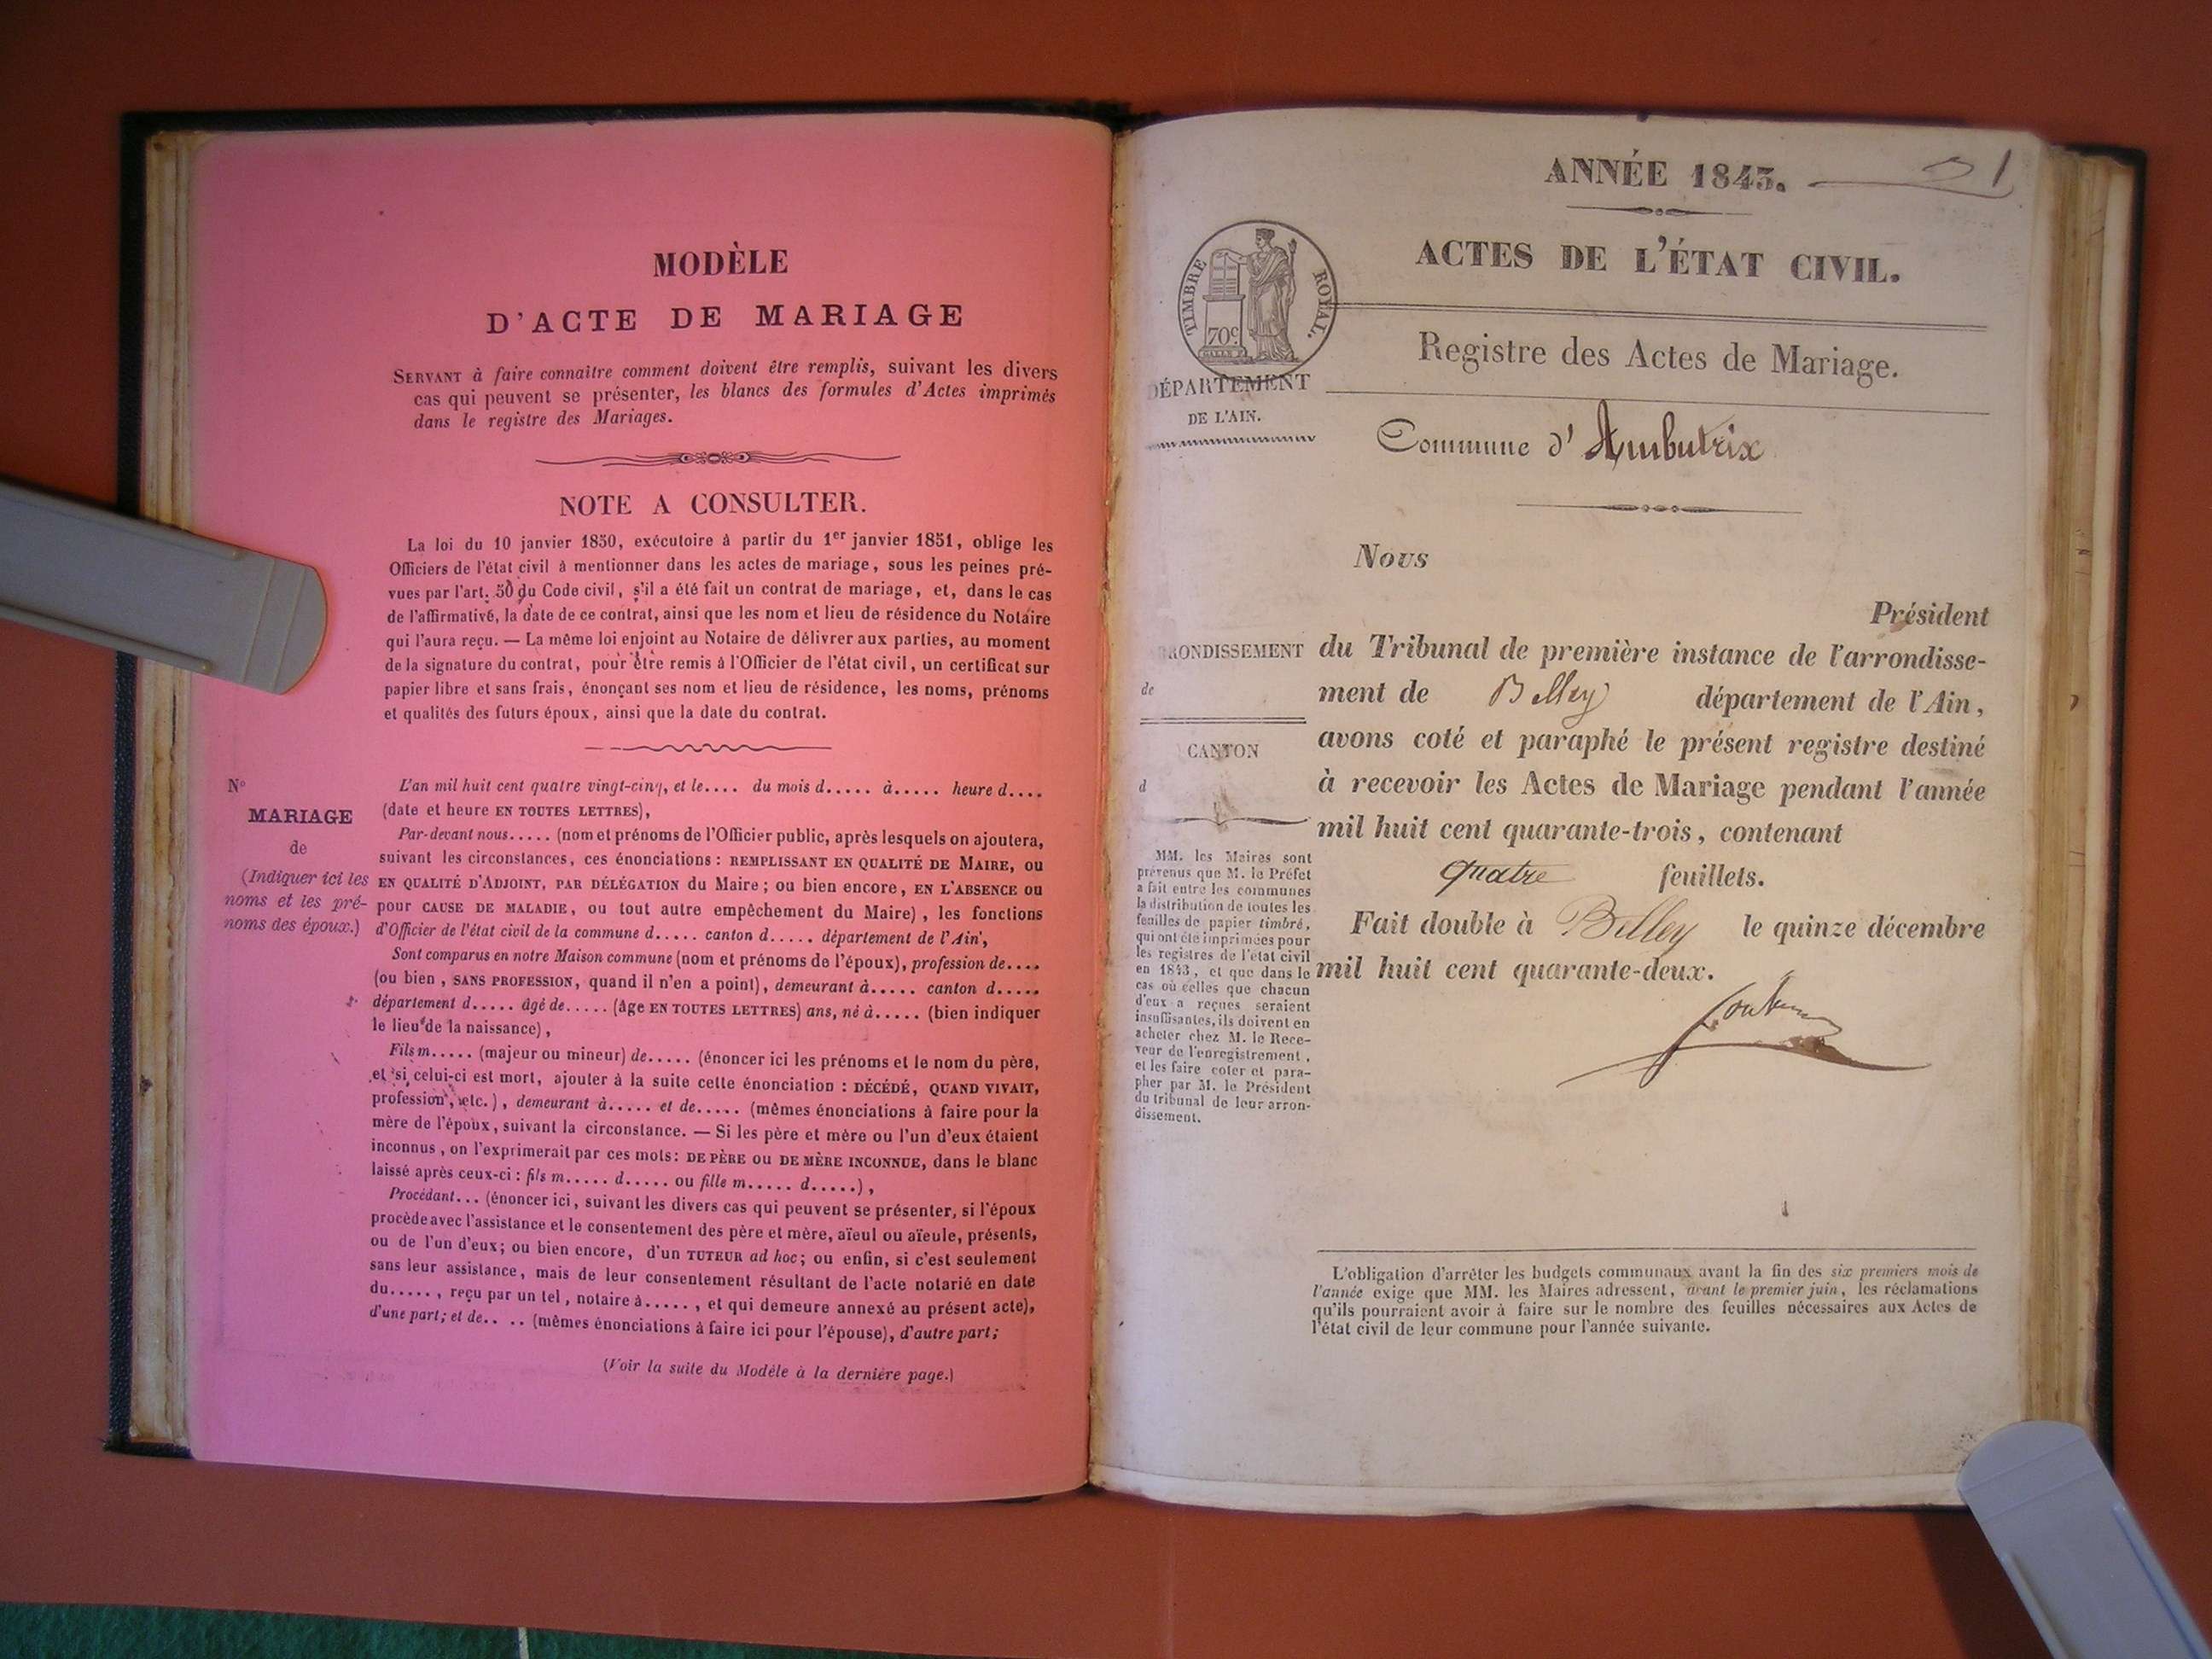 MODÈLE
D'ACTE DE MARIAGE
SERVANT à faire connaître comment doivent être remplis, suivant les divers
cas qui peuvent se présenter, les blancs des formules d'Actes imprimés
dans le registre des Mariages.
NOTE A CONSULTER.
La loi du 10 janvier 1850, exécutoire à partir du 1er janvier 1851, oblige les
Officiers de l'état civil à mentionner dans les actes de mariage, sous les peines pré-
vues par l'art. 50 du Code civil, s'il a été fait un contrat de mariage, et, dans le cas
de l'affirmative, la date de ce contrat, ainsi que les nom et lieu de résidence du Notaire
qui l'aura reçu. — La même loi enjoint au Notaire de délivrer aux parties, au moment
de la signature du contrat, pour être remis à l'Officier de l'état civil, un certificat sur
papier libre et sans frais, énonçant ses nom et lieu de résidence, les noms, prénoms
et qualités des futurs époux, ainsi que la date du contrat.
N°
MARIAGE
de
(Indiquer ici les
noms et les pré-
noms des époux.)
L'an mil huit cent quatre vingt-cinq, et le.... du mois d..... à..... heure d....
(date et heure EN TOUTES LETTRES),
Par-devant nous..... (nom et prénoms de l'Officier public, après lesquels on ajoutera,
suivant les circonstances, ces énonciations : REMPLISSANT EN QUALITÉ DE MAIRE, ou
EN QUALITÉ D'ADJOINT, PAR DÉLÉGATION du Maire ; ou bien encore, EN L'ABSENCE ou
pour CAUSE DE MALADIE, ou tout autre empêchement du Maire), les fonctions
d'Officier de l'état civil de la commune d..... canton d..... département de l'Ain,
Sont comparus en notre Maison commune (nom et prénoms de l'époux), profession de....
(ou bien, SANS PROFESSION, quand il n'en a point), demeurant à..... canton d.....
département d..... âgé de..... (âge EN TOUTES LETTRES) ans, né à..... (bien indiquer
le lieu de la naissance),
Fils m..... (majeur ou mineur) de..... (énoncer ici les prénoms et le nom du père,
et si celui-ci est mort, ajouter à la suite cette énonciation : DÉCÉDÉ, QUAND VIVAIT,
profession, etc.), demeurant à..... et de..... (mêmes énonciations à faire pour la
mère de l'époux, suivant la circonstance. — Si les père et mère ou l'un d'eux étaient
inconnus, on l'exprimerait par ces mots: DE PÈRE OU DE MÈRE INCONNUE, dans le blanc
laissé après ceux-ci : fils m..... d..... ou fille m..... d.....),
Procédant... (énoncer ici, suivant les divers cas qui peuvent se présenter, si l'époux
procède avec l'assistance et le consentement des père et mère, aïeul ou aïeule, présents,
ou de l'un d'eux; ou bien encore, d'un TUTEUR ad hoc; ou enfin, si c'est seulement
sans leur assistance, mais de leur consentement résultant de l'acte notarié en date
du....., reçu par un tel, notaire à....., et qui demeure annexé au présent acte),
d'une part; et de.. .. (mêmes énonciations à faire ici pour l'épouse), d'autre part;
(Voir la suite du Modèle à la dernière page.)
ANNÉE 1843.
ACTES DE L'ÉTAT CIVIL.
TIMBRE ROYAL.
70c
Registre des Actes de Mariage.
DÉPARTEMENT
DE L'AIN.
Commune d'Ambutrix
Nous
Président
RONDISSEMENT
de
du Tribunal de première instance de l'arrondisse-
ment de Belley département de l'Ain,
avons coté et paraphé le présent registre destiné
à recevoir les Actes de Mariage pendant l'année
mil huit cent quarante-trois, contenant
quatre feuillets.
Fait double à Belley le quinze décembre
mil huit cent quarante-deux.
CANTON
d
MM. les Maires sont
prévenus que M. le Préfet
a fait entre les communes
la distribution de toutes les
feuilles de papier timbré,
qui ont été imprimées pour
les registres de l'état civil
en 1843, et que dans le
cas où celles que chacun
d'eux a reçues seraient
insuffisantes, ils doivent en
acheter chez M. le Rece-
veur de l'enregistrement,
et les faire coter et para-
pher par M. le Président
du tribunal de leur arron-
dissement.
L'obligation d'arrêter les budgets communaux avant la fin des six premiers mois de
l'année exige que MM. les Maires adressent, avant le premier juin, les réclamations
qu'ils pourraient avoir à faire sur le nombre des feuilles nécessaires aux Actes de
l'état civil de leur commune pour l'année suivante.